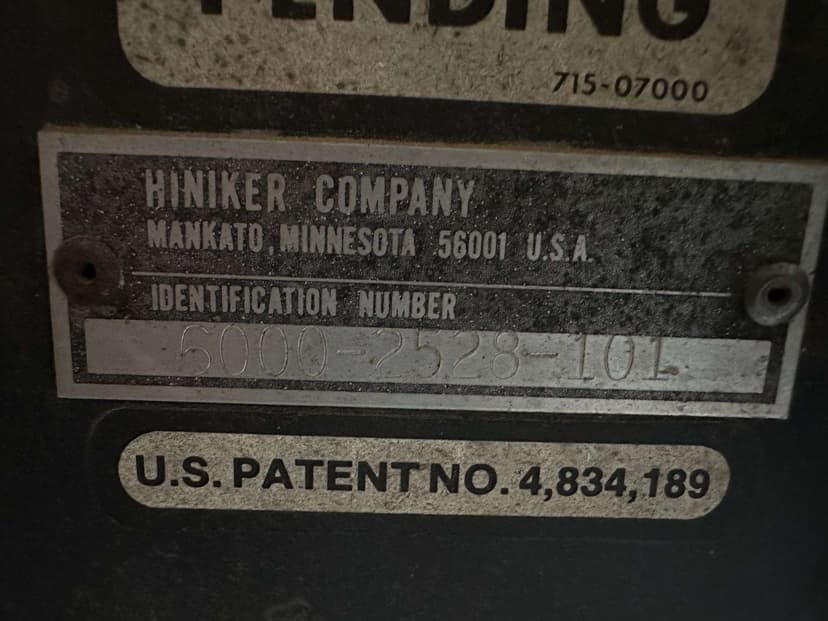 PENDING
715-07000
HINIKER COMPANY
MANKATO, MINNESOTA 56001 U.S.A.
IDENTIFICATION NUMBER
6000-2528-101
U.S. PATENT NO. 4,834,189